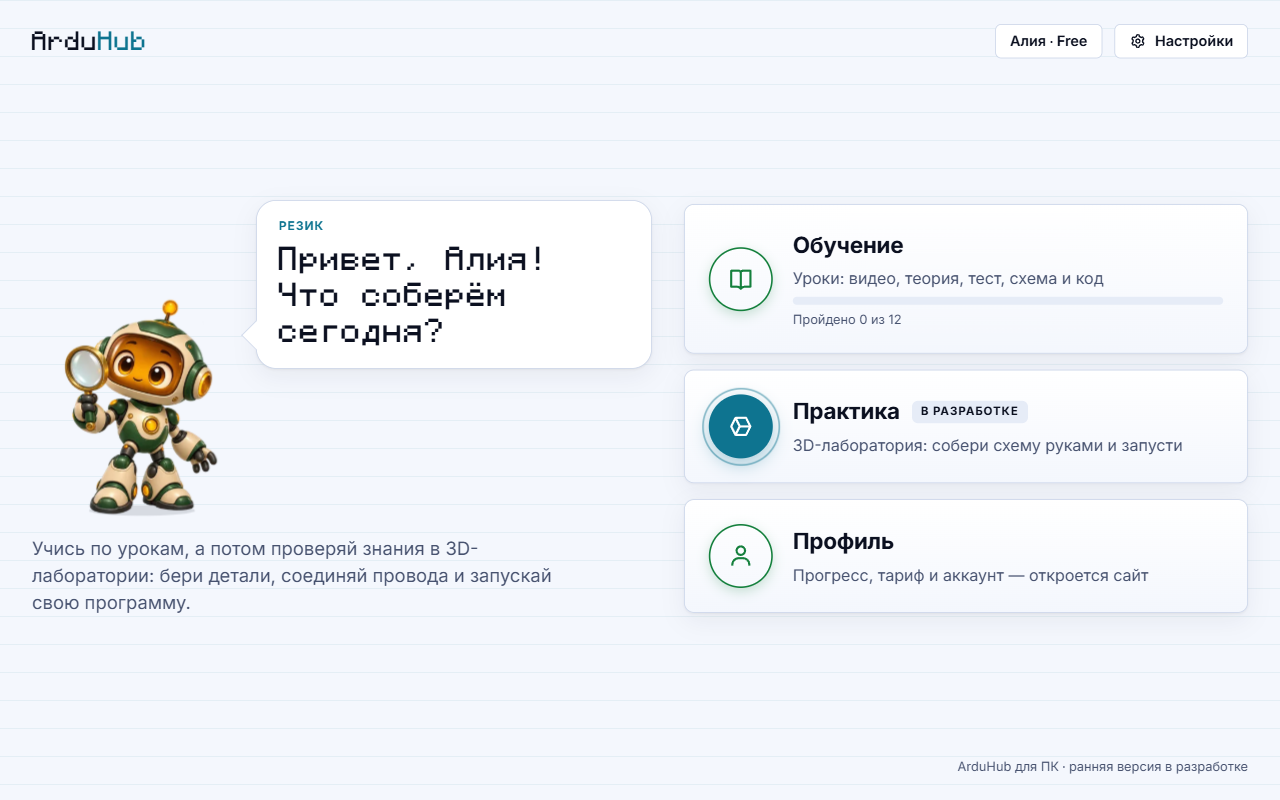 ArduHub
Алия · Free
Настройки
РЕЗИК
Привет, Алия!
Что соберём
сегодня?
Учись по урокам, а потом проверяй знания в 3D-
лаборатории: бери детали, соединяй провода и запускай
свою программу.
Обучение
Уроки: видео, теория, тест, схема и код
Пройдено 0 из 12
Практика
В РАЗРАБОТКЕ
3D-лаборатория: собери схему руками и запусти
Профиль
Прогресс, тариф и аккаунт — откроется сайт
ArduHub для ПК · ранняя версия в разработке